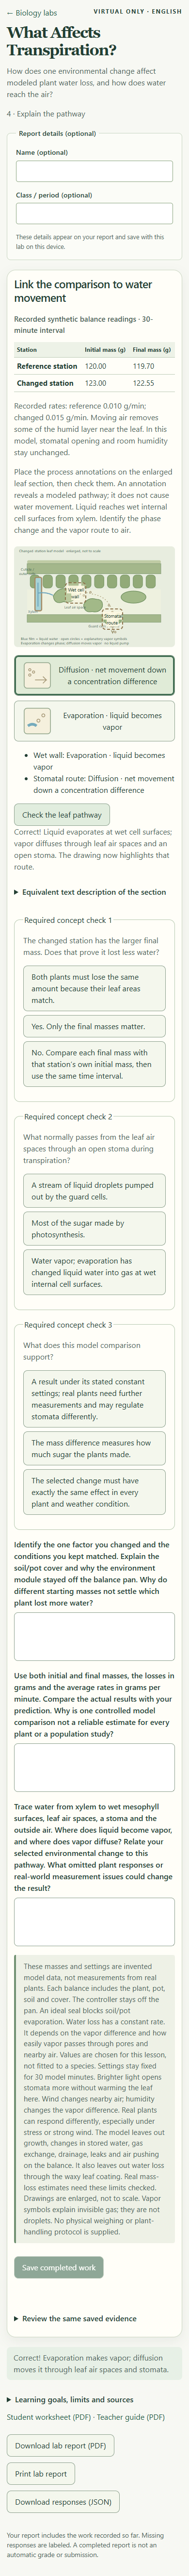 ← Biology labs
VIRTUAL ONLY · ENGLISH
What Affects
Transpiration?
How does one environmental change affect
modeled plant water loss, and how does water
reach the air?
4 · Explain the pathway
Report details (optional)
Name (optional)
Class / period (optional)
These details appear on your report and save with this
lab on this device.
Link the comparison to water
movement
Recorded synthetic balance readings · 30-
minute interval
Station Initial mass (g) Final mass (g)
Reference station 120.00 119.70
Changed station 123.00 122.55
Recorded rates: reference 0.010 g/min;
changed 0.015 g/min. Moving air removes
some of the humid layer near the leaf. In this
model, stomatal opening and room humidity
stay unchanged.
Place the process annotations on the enlarged
leaf section, then check them. An annotation
reveals a modeled pathway; it does not cause
water movement. Liquid reaches wet internal
cell surfaces from xylem. Identify the phase
change and the vapor route to air.
Changed station leaf model · enlarged, not to scale
Wet cell
wall
Stomatal
route
Diffusion · net movement down
a concentration difference
Evaporation · liquid becomes
vapor
• Wet wall: Evaporation · liquid becomes
vapor
• Stomatal route: Diffusion · net movement
down a concentration difference
Check the leaf pathway
Correct! Liquid evaporates at wet cell surfaces;
vapor diffuses through leaf air spaces and an
open stoma. The drawing now highlights that
route.
▶ Equivalent text description of the section
Required concept check 1
The changed station has the larger final
mass. Does that prove it lost less water?
Both plants must lose the same
amount because their leaf areas
match.
Yes. Only the final masses matter.
No. Compare each final mass with
that station's own initial mass, then
use the same time interval.
Required concept check 2
What normally passes from the leaf air
spaces through an open stoma during
transpiration?
A stream of liquid droplets pumped
out by the guard cells.
Most of the sugar made by
photosynthesis.
Water vapor; evaporation has
changed liquid water into gas at wet
internal cell surfaces.
Required concept check 3
What does this model comparison
support?
A result under its stated constant
settings; real plants need further
measurements and may regulate
stomata differently.
The mass difference measures how
much sugar the plants made.
The selected change must have
exactly the same effect in every
plant and weather condition.
Identify the one factor you changed and the
conditions you kept matched. Explain the
soil/pot cover and why the environment
module stayed off the balance pan. Why do
different starting masses not settle which
plant lost more water?
Use both initial and final masses, the losses in
grams and the average rates in grams per
minute. Compare the actual results with your
prediction. Why is one controlled model
comparison not a reliable estimate for every
plant or a population study?
Trace water from xylem to wet mesophyll
surfaces, leaf air spaces, a stoma and the
outside air. Where does liquid become vapor,
and where does vapor diffuse? Relate your
selected environmental change to this
pathway. What omitted plant responses or
real-world measurement issues could change
the result?
These masses and settings are invented
model data, not measurements from real
plants. Each balance includes the plant, pot,
soil and cover. The controller stays off the
pan. An ideal seal blocks soil/pot
evaporation. Water loss has a constant rate.
It depends on the vapor difference and how
easily vapor passes through pores and
nearby air. Values are chosen for this lesson,
not fitted to a species. Settings stay fixed
for 30 model minutes. Brighter light opens
stomata more without warming the leaf
here. Wind changes nearby air; humidity
changes the vapor difference. Real plants
can respond differently, especially under
stress or strong wind. The model leaves out
growth, changes in stored water, gas
exchange, drainage, leaks and air pushing
on the balance. It also leaves out water loss
through the waxy leaf coating. Real mass-
loss estimates need these limits checked.
Drawings are enlarged, not to scale. Vapor
symbols explain invisible gas; they are not
droplets. No physical weighing or plant-
handling protocol is supplied.
Save completed work
▶ Review the same saved evidence
Correct! Evaporation makes vapor; diffusion
moves it through leaf air spaces and stomata.
▶ Learning goals, limits and sources
Student worksheet (PDF) · Teacher guide (PDF)
Download lab report (PDF)
Print lab report
Download responses (JSON)
Your report includes the work recorded so far. Missing
responses are labeled. A completed report is not an
automatic grade or submission.